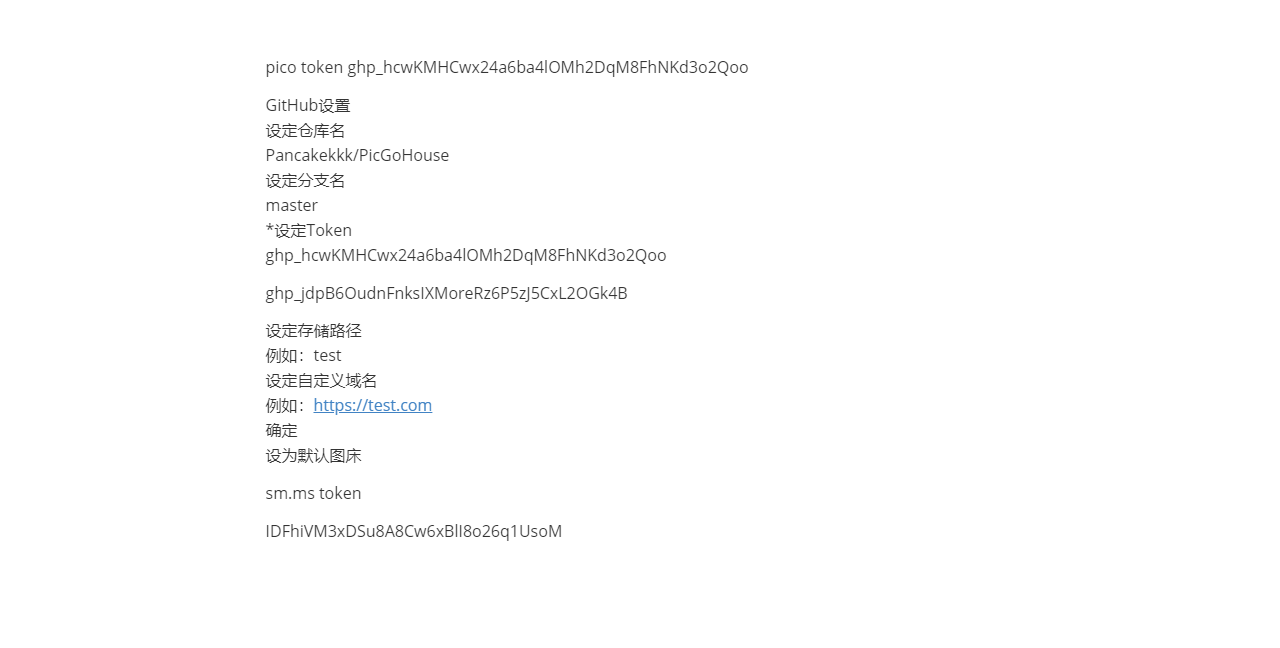 pico token 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
GitHub设置
设定仓库名
Pancakekkk/PicGoHouse
设定分支名
master
*设定Token
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
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
设定存储路径
例如：test
设定自定义域名
例如：https://test.com
确定
设为默认图床
sm.ms token
IDFhiVM3xDSu8A8Cw6xBlI8o26q1UsoM